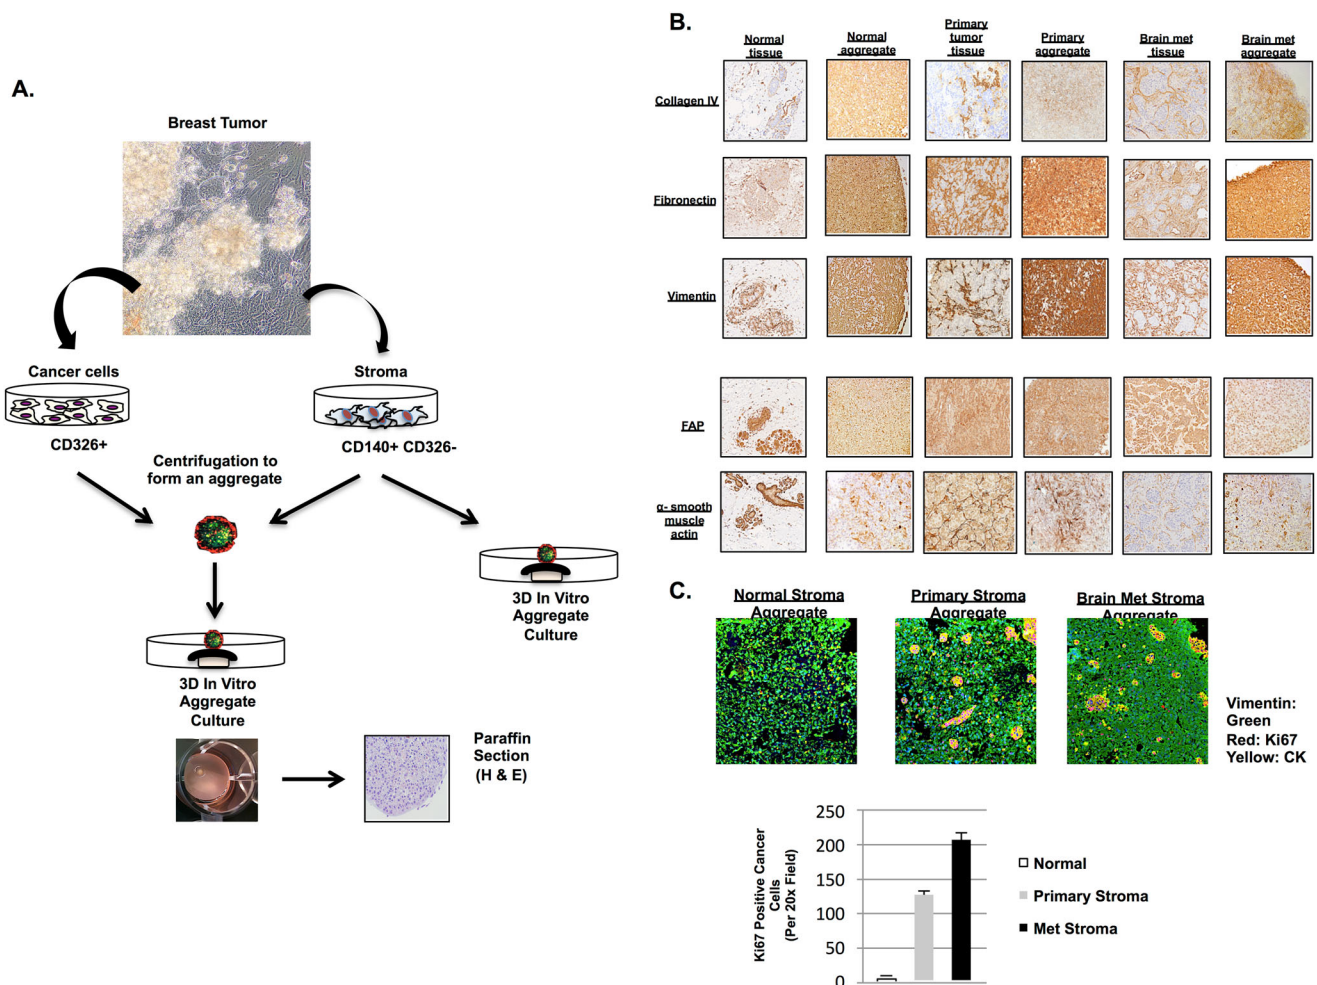 A.
Breast Tumor
Cancer cells
Stroma
CD326+
CD140+ CD326-
Centrifugation to
form an aggregate
3D In Vitro
Aggregate
Culture
3D In Vitro
Aggregate
Culture
Paraffin
Section
(H & E)
B.
Normal
tissue
Normal
aggregate
Primary
tumor
tissue
Primary
aggregate
Brain met
tissue
Brain met
aggregate
Collagen IV
Fibronectin
Vimentin
FAP
α- smooth
muscle
actin
C.
Normal Stroma
Aggregate
Primary Stroma
Aggregate
Brain Met Stroma
Aggregate
Vimentin:
Green
Red: Ki67
Yellow: CK
Ki67 Positive Cancer
Cells
(Per 20x Field)
250
200
150
100
50
0
Normal
Primary Stroma
Met Stroma